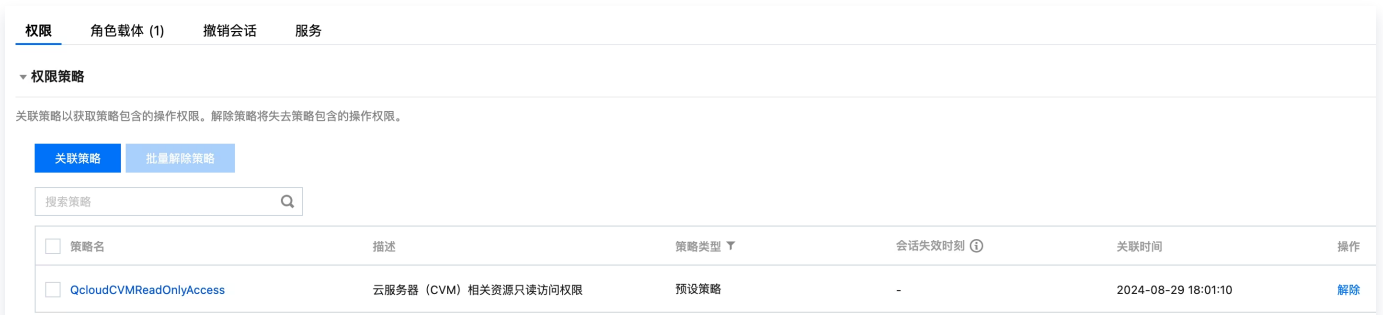 权限 角色载体 (1) 撤销会话 服务
权限策略
关联策略以获取策略包含的操作权限。解除策略将失去策略包含的操作权限。
关联策略 批量解除策略
搜索策略
策略名 描述 策略类型 会话失效时刻 关联时间 操作
QcloudCVMReadOnlyAccess 云服务器（CVM）相关资源只读访问权限 预设策略 - 2024-08-29 18:01:10 解除